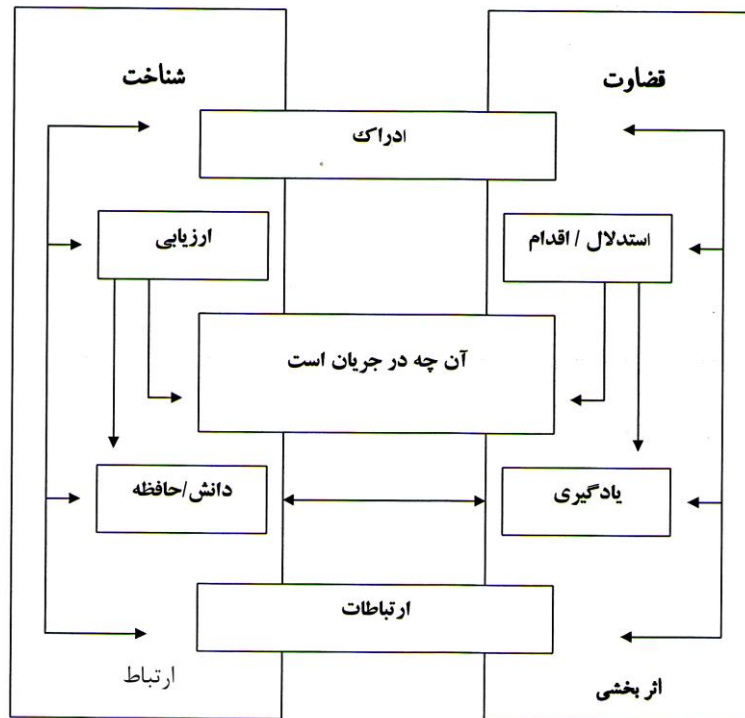 قضاوت
شناخت
ادراک
استدلال / اقدام
ارزیابی
آن چه در جریان است
یادگیری
دانش/حافظه
ارتباطات
اثر بخشی
ارتباط